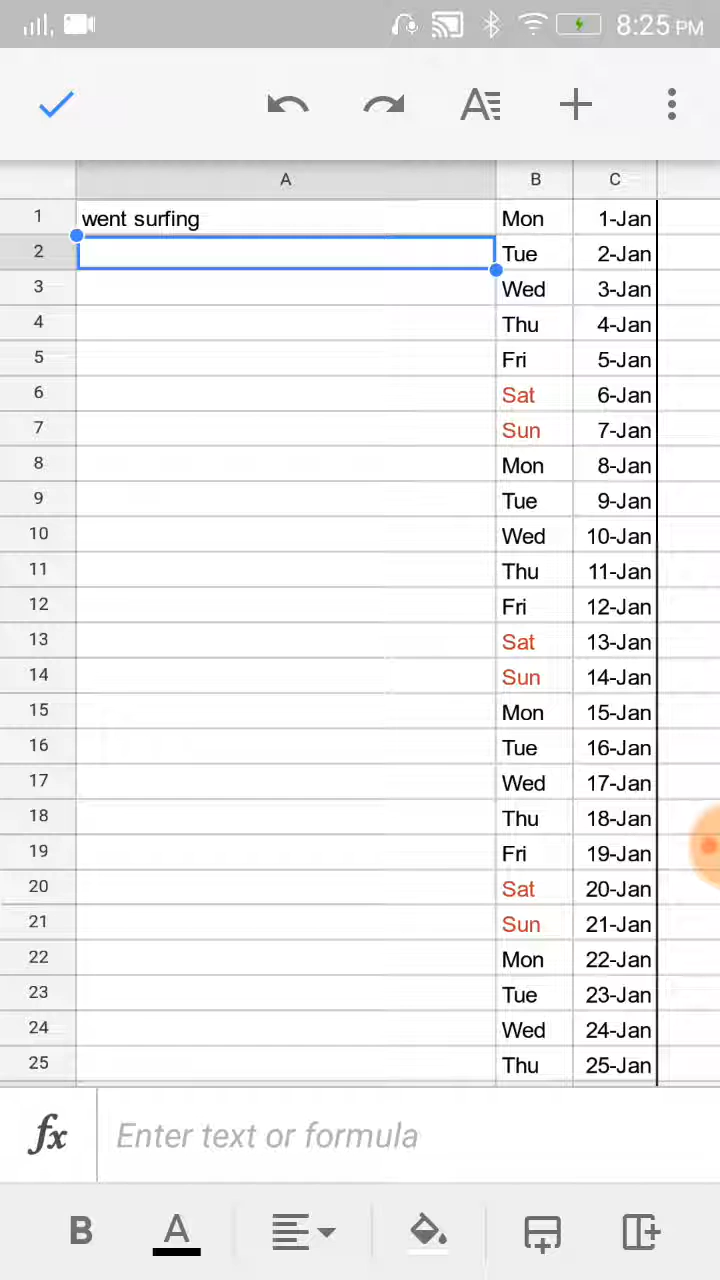 8:25 PM
A B C
1 went surfing Mon 1-Jan
2 Tue 2-Jan
3 Wed 3-Jan
4 Thu 4-Jan
5 Fri 5-Jan
6 Sat 6-Jan
7 Sun 7-Jan
8 Mon 8-Jan
9 Tue 9-Jan
10 Wed 10-Jan
11 Thu 11-Jan
12 Fri 12-Jan
13 Sat 13-Jan
14 Sun 14-Jan
15 Mon 15-Jan
16 Tue 16-Jan
17 Wed 17-Jan
18 Thu 18-Jan
19 Fri 19-Jan
20 Sat 20-Jan
21 Sun 21-Jan
22 Mon 22-Jan
23 Tue 23-Jan
24 Wed 24-Jan
25 Thu 25-Jan
fx Enter text or formula
B A